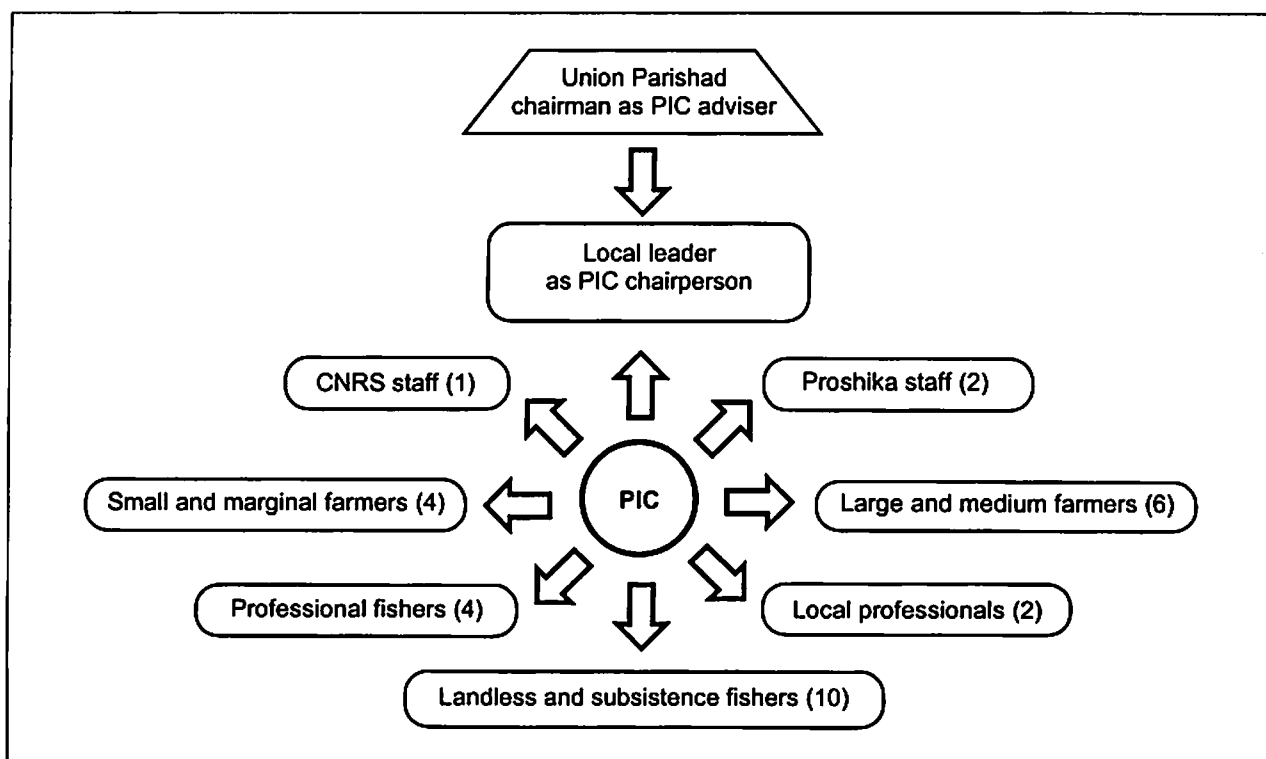 Union Parishad
chairman as PIC adviser
Local leader
as PIC chairperson
CNRS staff (1)
Proshika staff (2)
Small and marginal farmers (4)
PIC
Large and medium farmers (6)
Professional fishers (4)
Local professionals (2)
Landless and subsistence fishers (10)